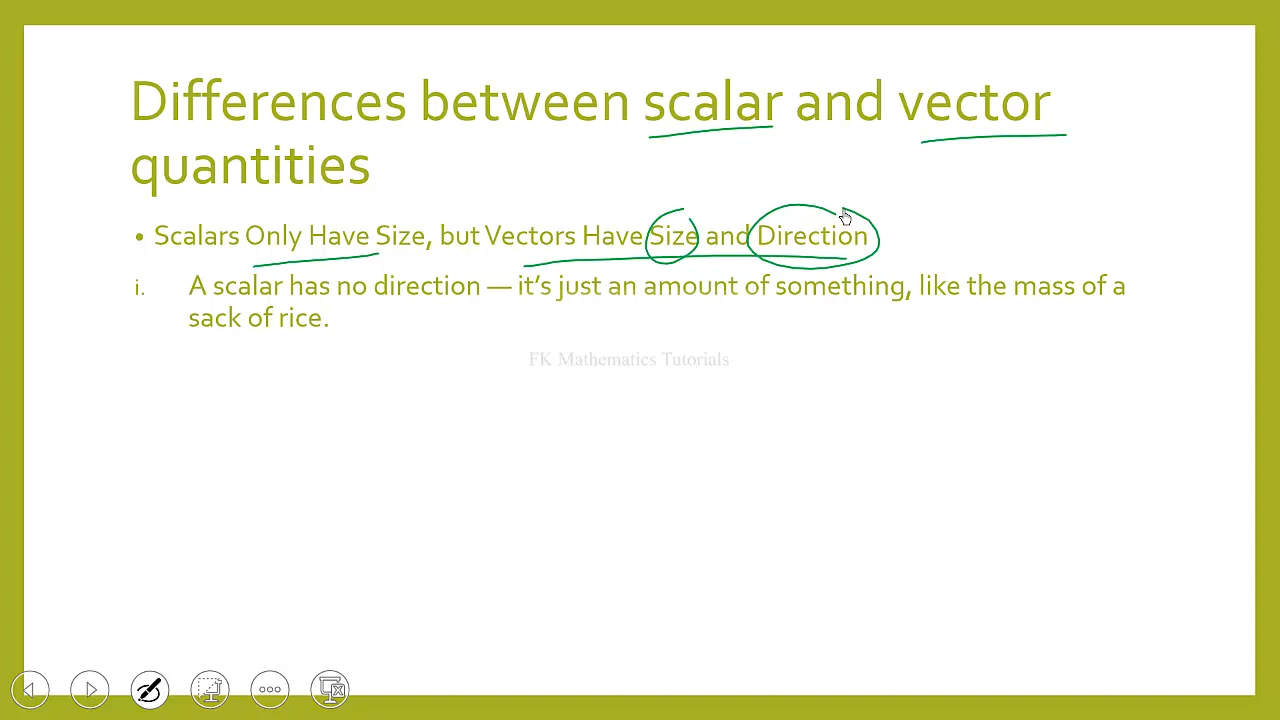 Differences between scalar and vector
quantities
• Scalars Only Have Size, but Vectors Have Size and Direction
i. A scalar has no direction — it’s just an amount of something, like the mass of a
sack of rice.
FK Mathematics Tutorials